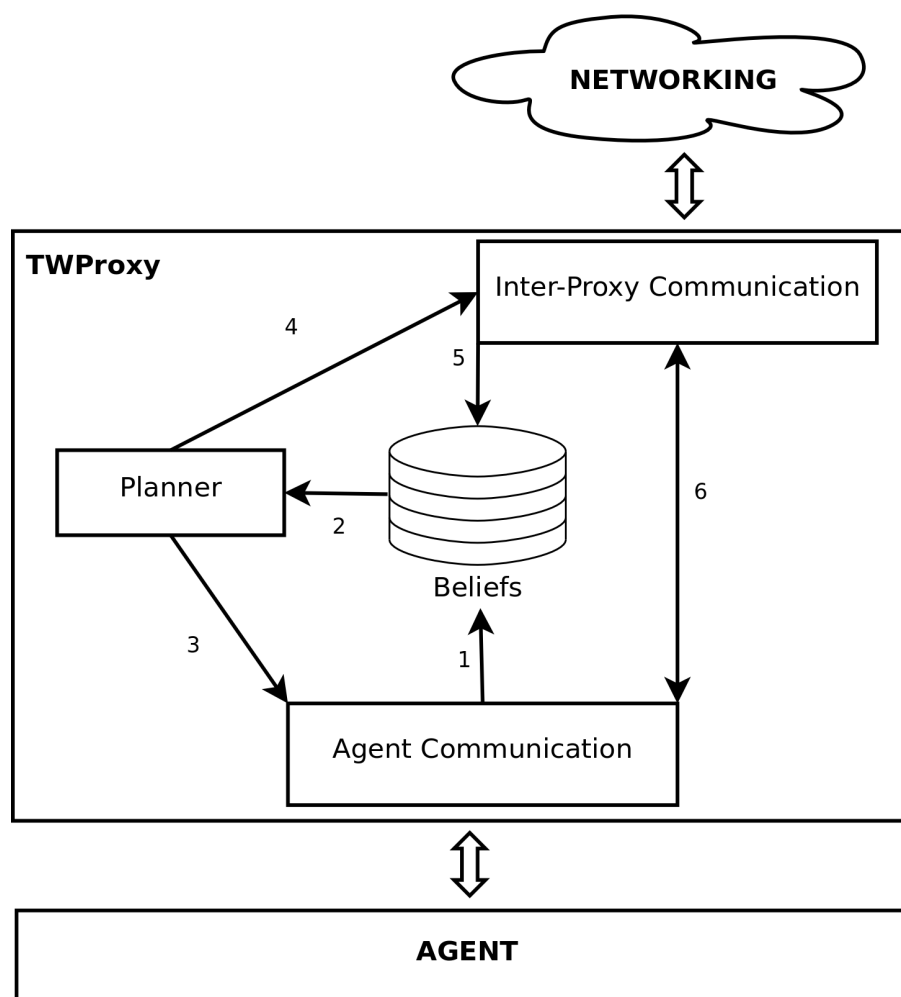 NETWORKING
TWProxy
Inter-Proxy Communication
4
5
Planner
6
2
Beliefs
3
1
Agent Communication
AGENT